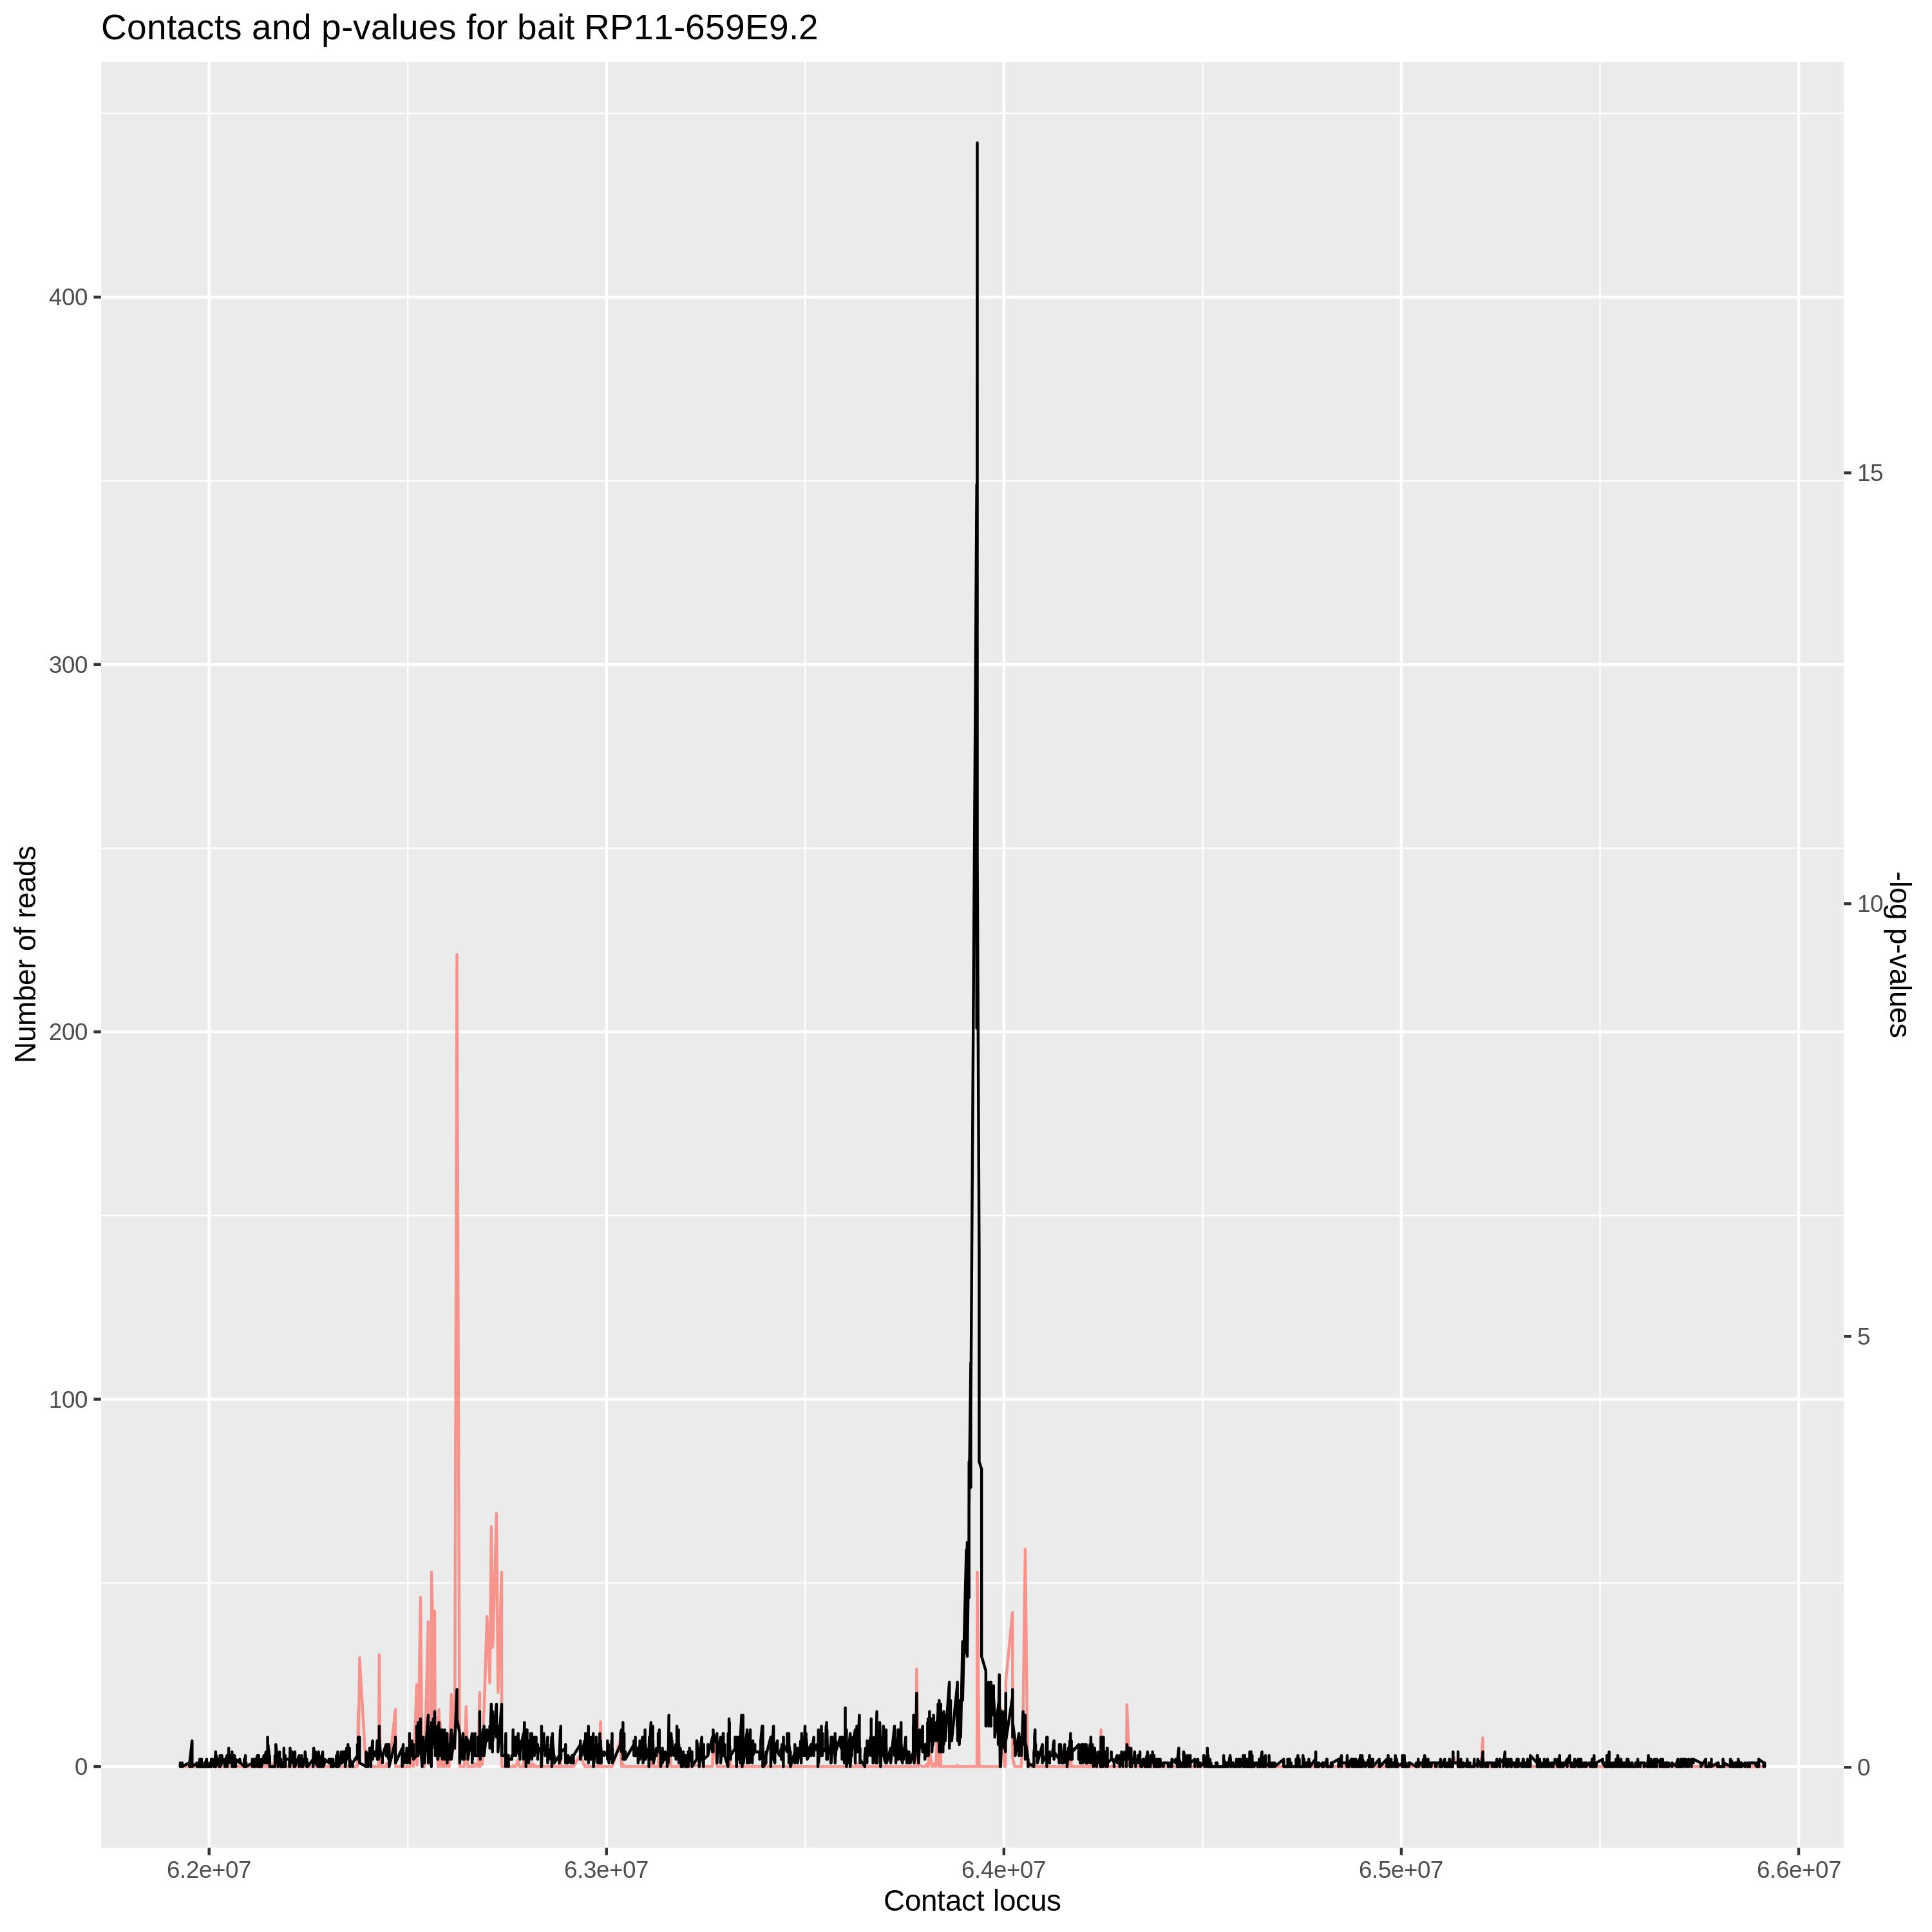 Contacts and p-values for bait RP11-659E9.2
400
300
200
100
0
Number of reads
15
10
5
0
-log p-values
6.2e+07 6.3e+07 6.4e+07 6.5e+07 6.6e+07
Contact locus